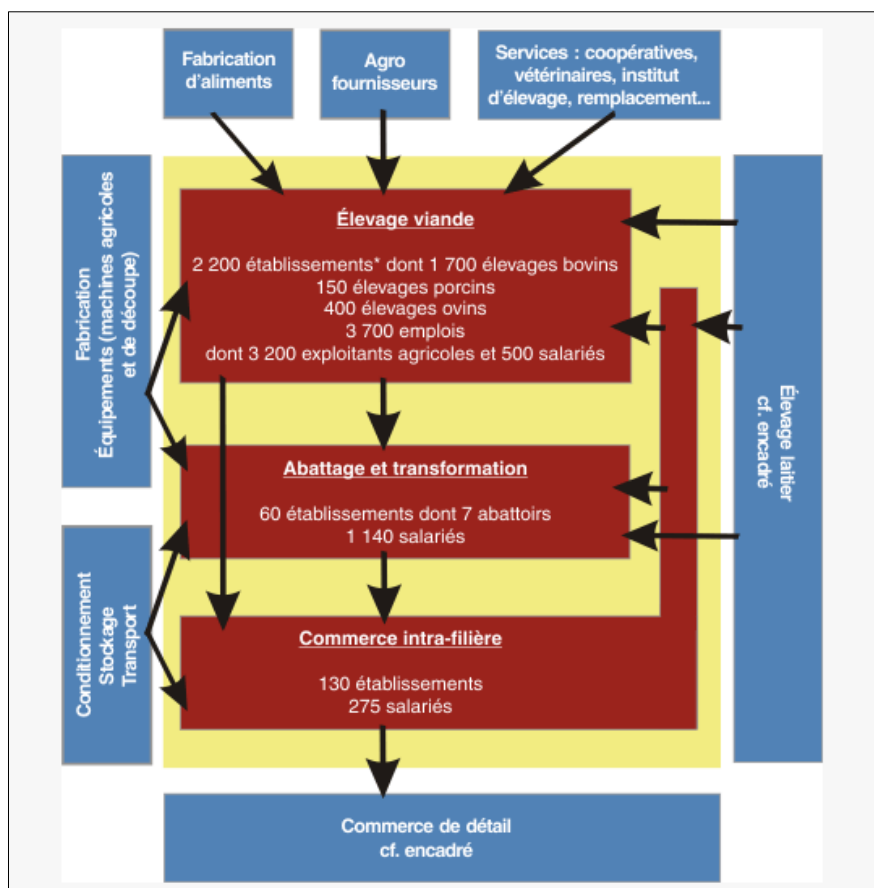 Fabrication
d'aliments
Agro
fournisseurs
Services : coopératives,
vétérinaires, institut
d'élevage, remplacement...
Fabrication
Équipements (machines agricoles
et de découpe)
Élevage viande
2 200 établissements* dont 1 700 élevages bovins
150 élevages porcins
400 élevages ovins
3 700 emplois
dont 3 200 exploitants agricoles et 500 salariés
Élevage laitier
cf. encadré
Abattage et transformation
60 établissements dont 7 abattoirs
1 140 salariés
Conditionnement
Stockage
Transport
Commerce intra-filière
130 établissements
275 salariés
Commerce de détail
cf. encadré